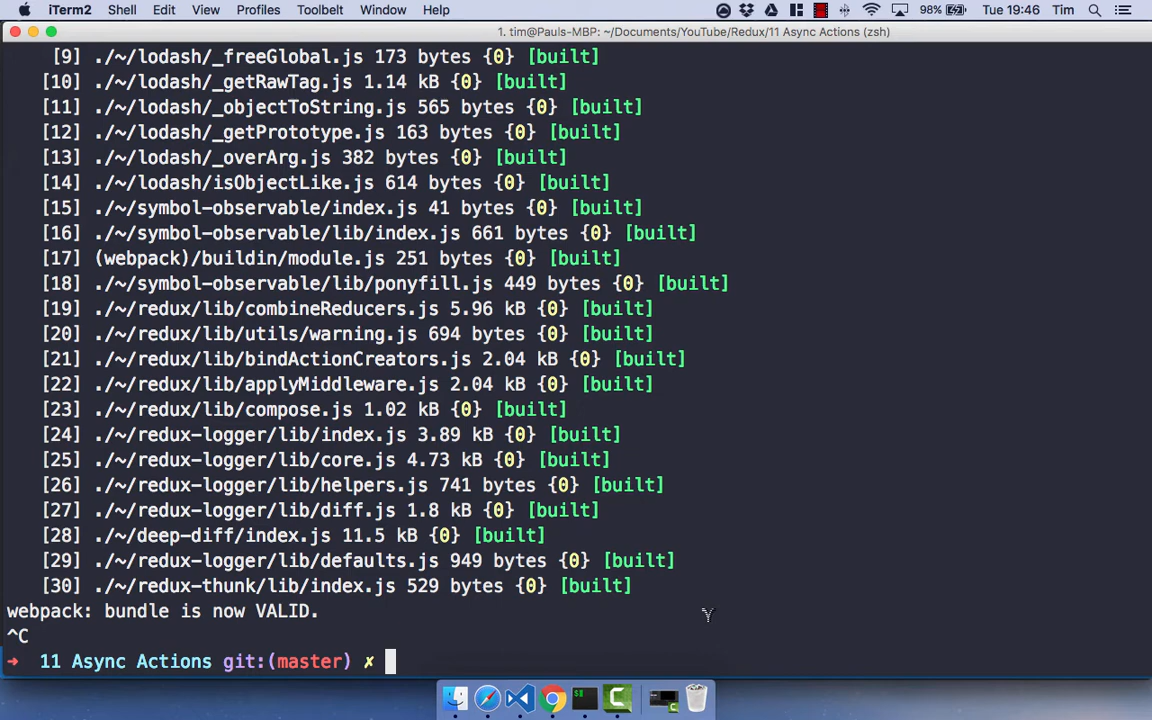 iTerm2 Shell Edit View Profiles Toolbelt Window Help 98% Tue 19:46 Tim
1. tim@Pauls-MBP: ~/Documents/YouTube/Redux/11 Async Actions (zsh)
[9] ./~/lodash/_freeGlobal.js 173 bytes {0} [built]
[10] ./~/lodash/_getRawTag.js 1.14 kB {0} [built]
[11] ./~/lodash/_objectToString.js 565 bytes {0} [built]
[12] ./~/lodash/_getPrototype.js 163 bytes {0} [built]
[13] ./~/lodash/_overArg.js 382 bytes {0} [built]
[14] ./~/lodash/isObjectLike.js 614 bytes {0} [built]
[15] ./~/symbol-observable/index.js 41 bytes {0} [built]
[16] ./~/symbol-observable/lib/index.js 661 bytes {0} [built]
[17] (webpack)/buildin/module.js 251 bytes {0} [built]
[18] ./~/symbol-observable/lib/ponyfill.js 449 bytes {0} [built]
[19] ./~/redux/lib/combineReducers.js 5.96 kB {0} [built]
[20] ./~/redux/lib/utils/warning.js 694 bytes {0} [built]
[21] ./~/redux/lib/bindActionCreators.js 2.04 kB {0} [built]
[22] ./~/redux/lib/applyMiddleware.js 2.04 kB {0} [built]
[23] ./~/redux/lib/compose.js 1.02 kB {0} [built]
[24] ./~/redux-logger/lib/index.js 3.89 kB {0} [built]
[25] ./~/redux-logger/lib/core.js 4.73 kB {0} [built]
[26] ./~/redux-logger/lib/helpers.js 741 bytes {0} [built]
[27] ./~/redux-logger/lib/diff.js 1.8 kB {0} [built]
[28] ./~/deep-diff/index.js 11.5 kB {0} [built]
[29] ./~/redux-logger/lib/defaults.js 949 bytes {0} [built]
[30] ./~/redux-thunk/lib/index.js 529 bytes {0} [built]
webpack: bundle is now VALID.
^C
➜ 11 Async Actions git:(master) ✗